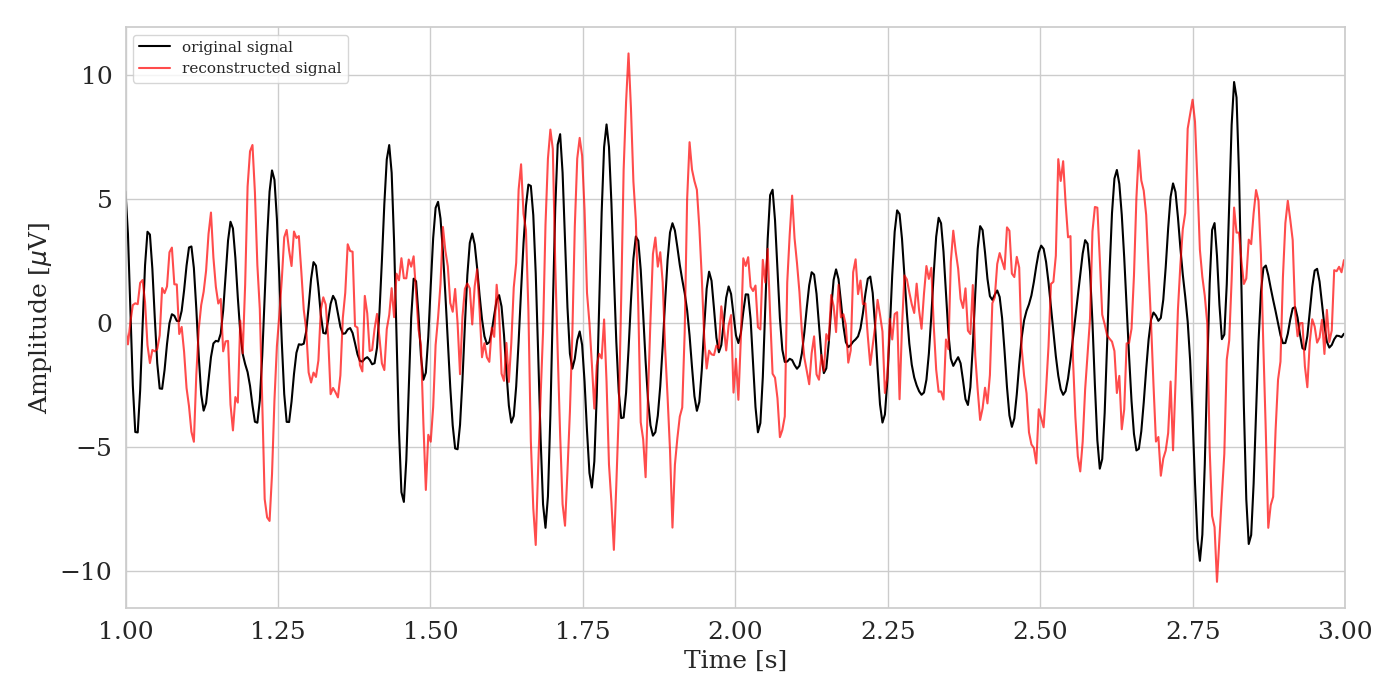 original signal
reconstructed signal
10
5
0
−5
−10
Amplitude [μV]
1.00 1.25 1.50 1.75 2.00 2.25 2.50 2.75 3.00
Time [s]